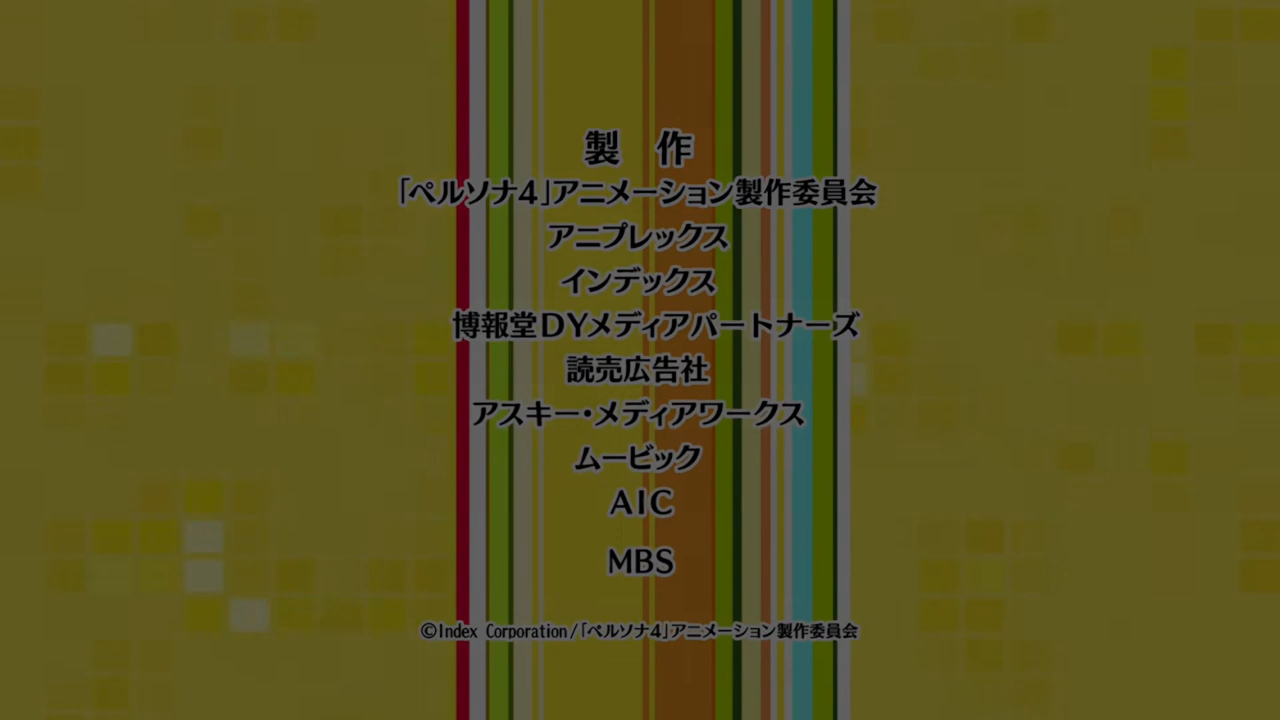 製　作
「ペルソナ4」アニメーション製作委員会
アニプレックス
インデックス
博報堂DYメディアパートナーズ
読売広告社
アスキー・メディアワークス
ムービック
AIC
MBS
©Index Corporation/「ペルソナ4」アニメーション製作委員会